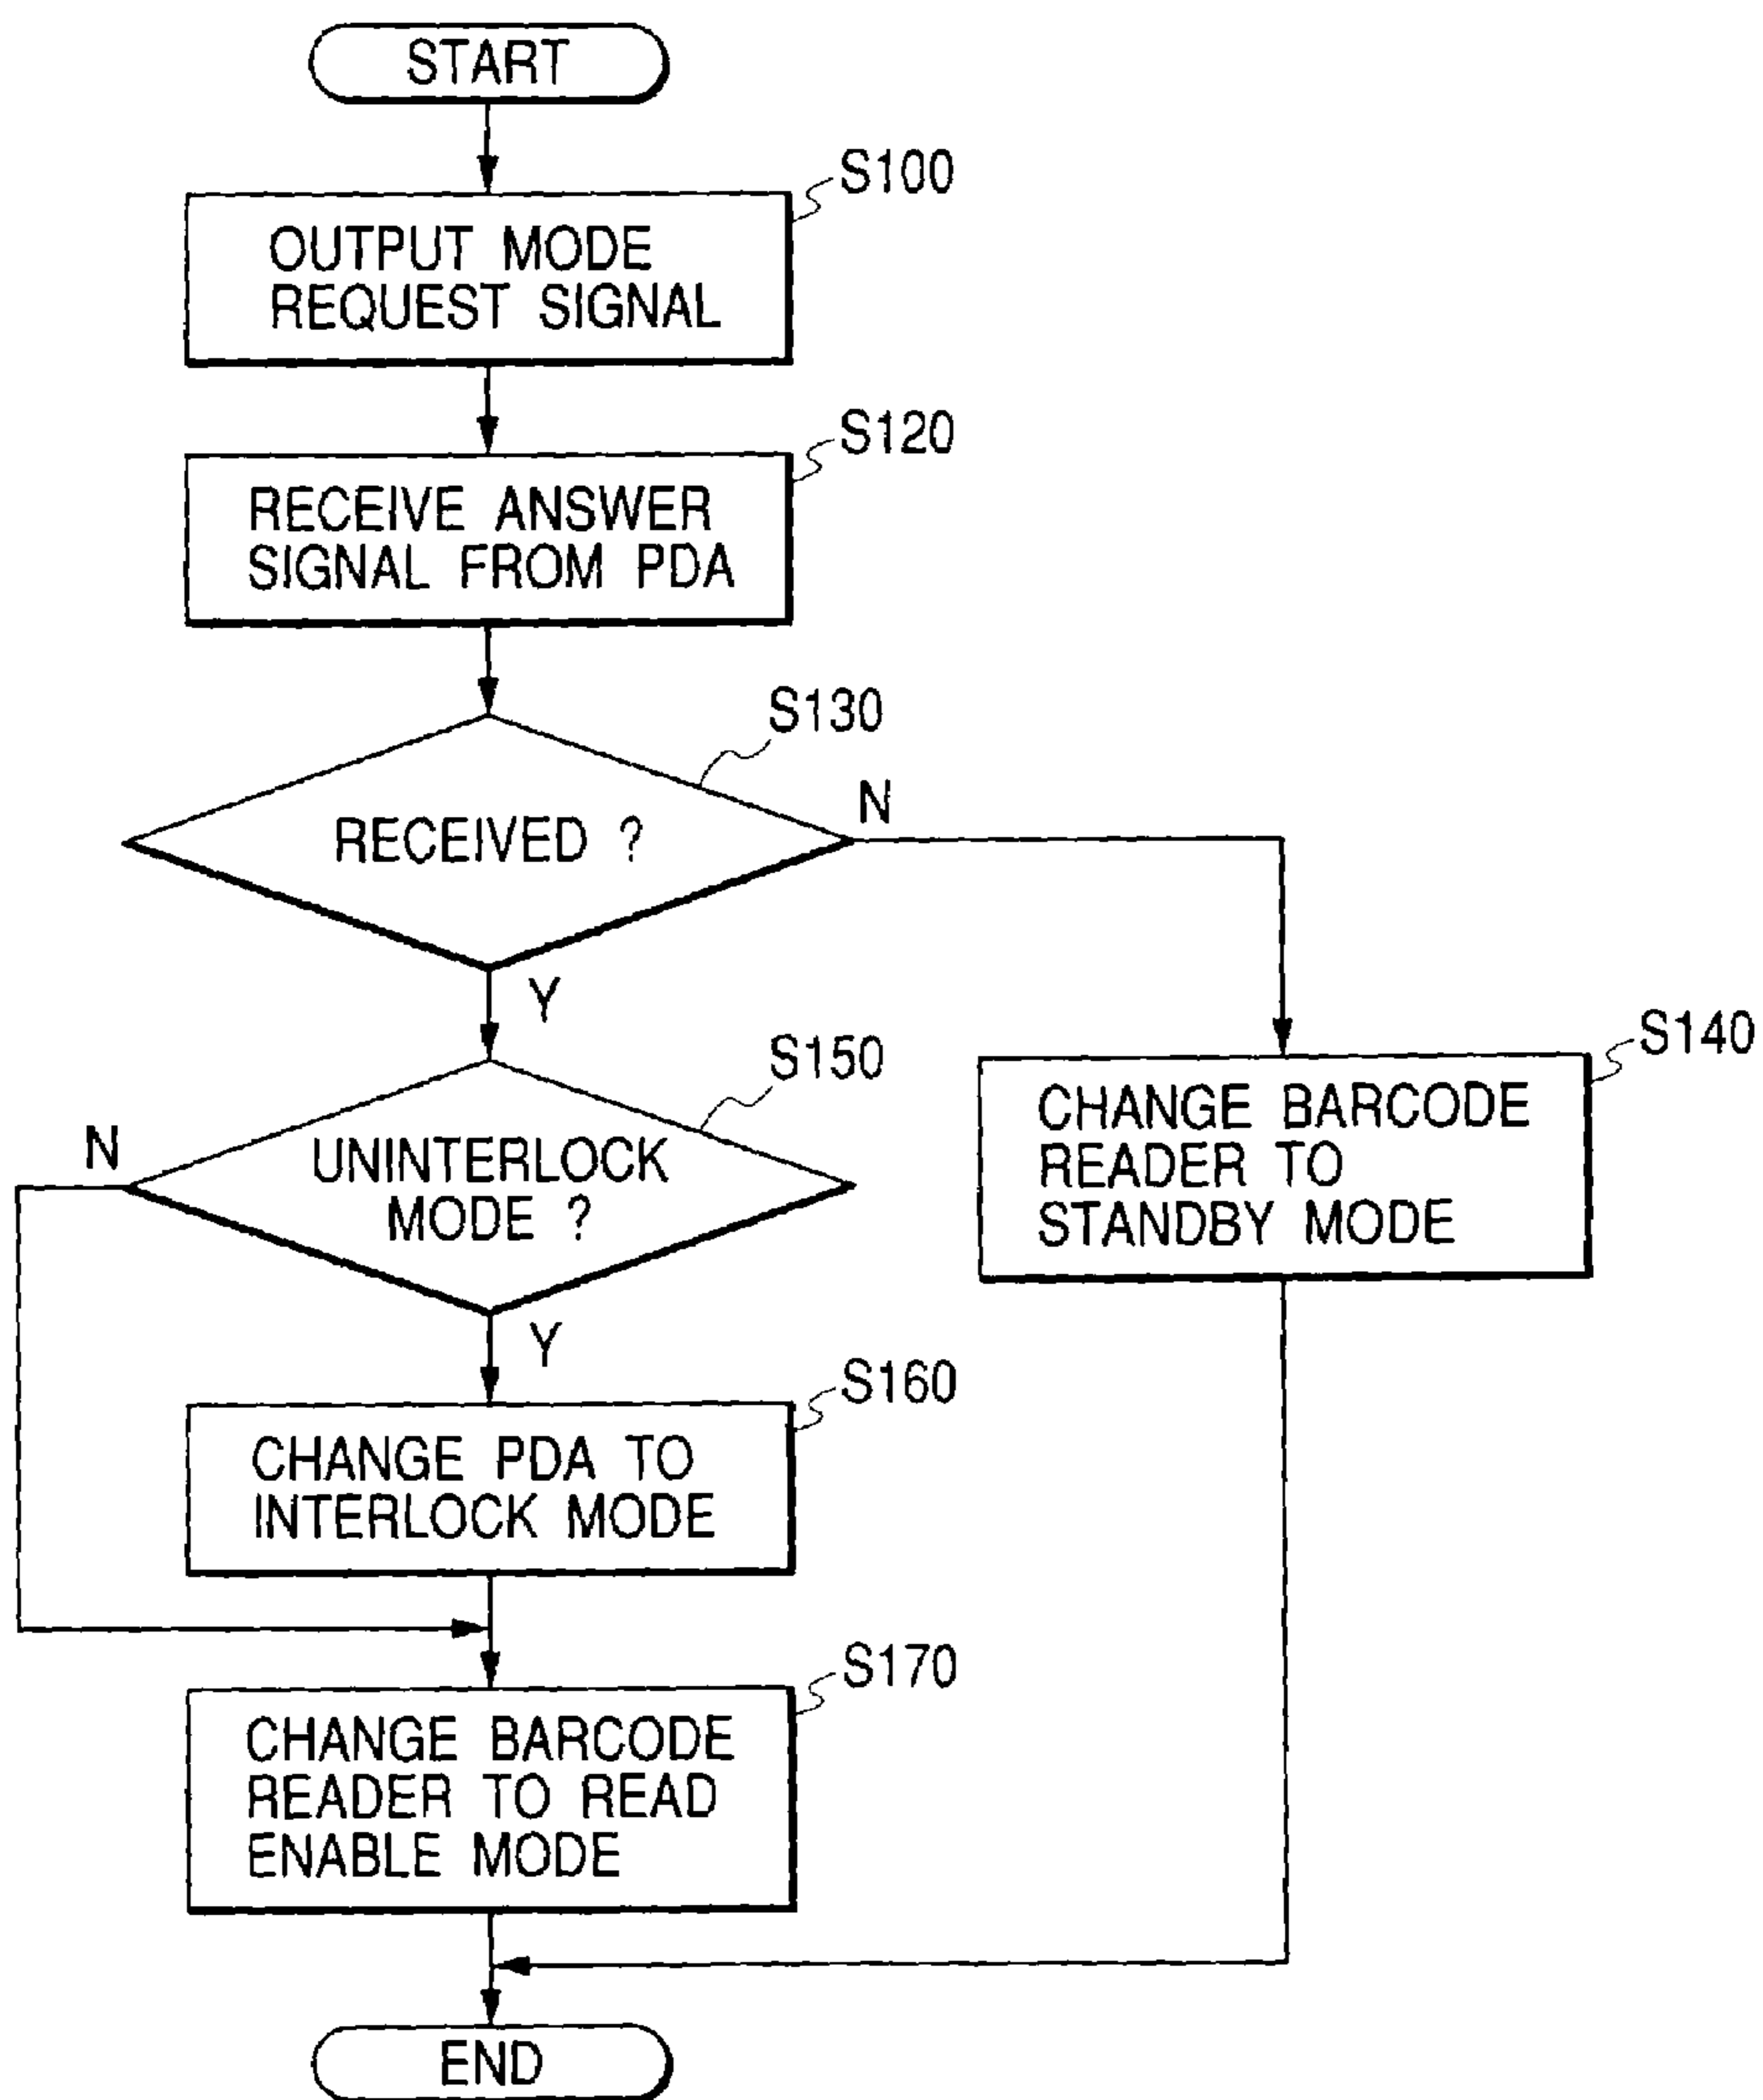 START
S100
OUTPUT MODE
REQUEST SIGNAL
S120
RECEIVE ANSWER
SIGNAL FROM PDA
S130
RECEIVED ?
N
Y
S150
N
UNINTERLOCK
MODE ?
Y
S140
CHANGE BARCODE
READER TO
STANDBY MODE
S160
CHANGE PDA TO
INTERLOCK MODE
S170
CHANGE BARCODE
READER TO READ
ENABLE MODE
END